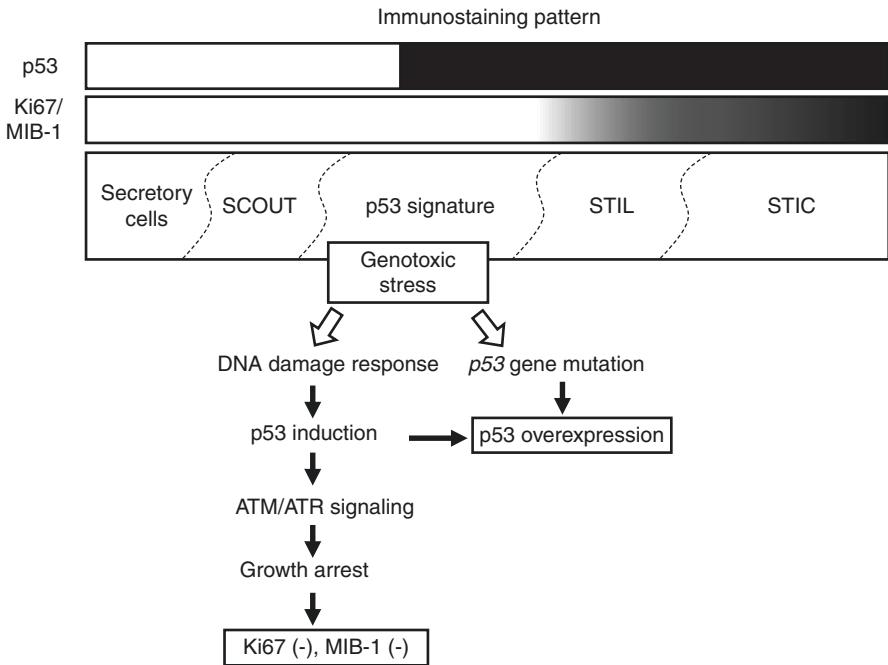 Immunostaining pattern
p53
Ki67/
MIB-1
Secretory
cells
SCOUT
p53 signature
STIL
STIC
Genotoxic
stress
DNA damage response
p53 gene mutation
p53 induction
p53 overexpression
ATM/ATR signaling
Growth arrest
Ki67 (-), MIB-1 (-)